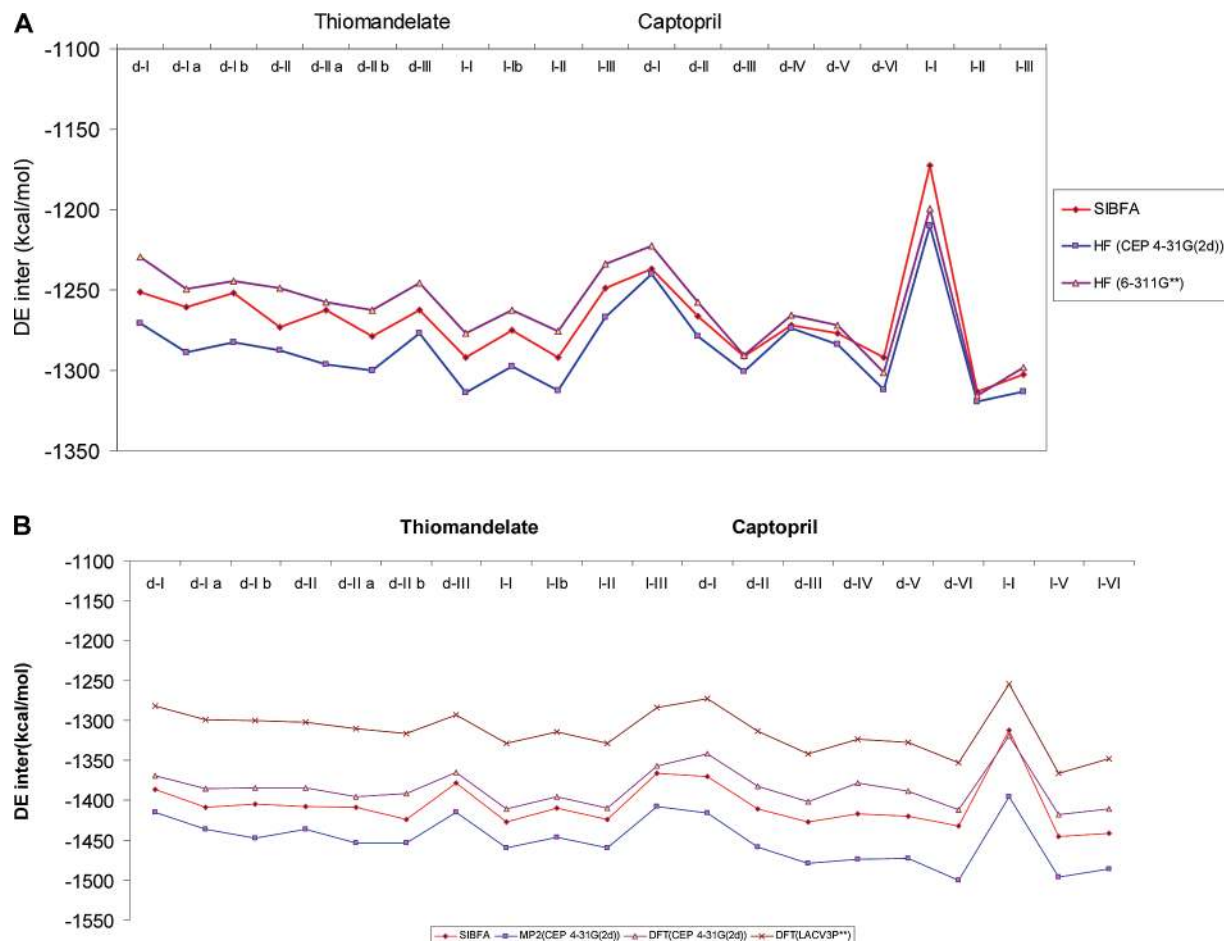 A
Thiomandelate Captopril
-1100
d-I d-I a d-I b d-II d-II a d-II b d-III l-I l-Ib l-II l-III d-I d-II d-III d-IV d-V d-VI l-I l-II l-III
-1150
-1200
-1250
-1300
-1350
DE inter (kcal/mol)
SIBFA
HF (CEP 4-31G(2d))
HF (6-311G**)
B
Thiomandelate Captopril
-1100
d-I d-I a d-I b d-II d-II a d-II b d-III l-I l-Ib l-II l-III d-I d-II d-III d-IV d-V d-VI l-I l-V l-VI
-1150
-1200
-1250
-1300
-1350
-1400
-1450
-1500
-1550
DE inter(kcal/mol)
SIBFA MP2(CEP 4-31G(2d)) DFT(CEP 4-31G(2d)) DFT(LACV3P**)